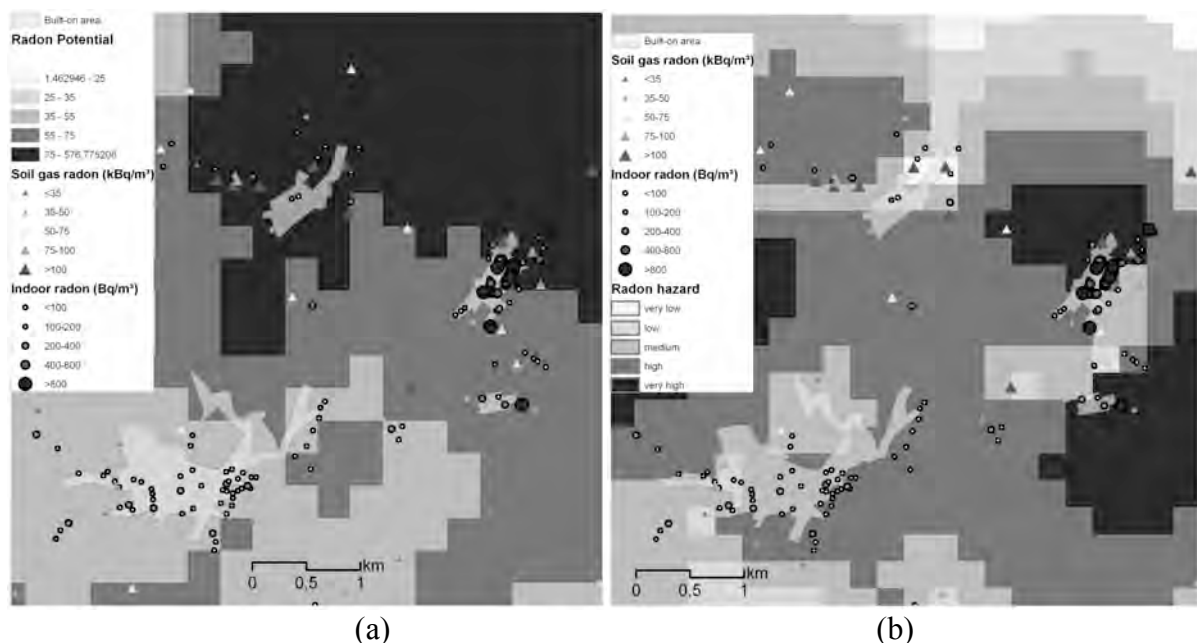 Built-on area
Radon Potential
1,462946 - 25
25 - 35
35 - 55
55 - 75
75 - 576,775206
Soil gas radon (kBq/m³)
<35
35-50
50-75
75-100
>100
Indoor radon (Bq/m³)
<100
100-200
200-400
400-600
>600
0 0,5 1 km
(a)
Built-on area
Soil gas radon (kBq/m³)
<35
35-50
50-75
75-100
>100
Indoor radon (Bq/m³)
<100
100-200
200-400
400-600
>600
Radon hazard
very low
low
medium
high
very high
0 0,5 1 km
(b)